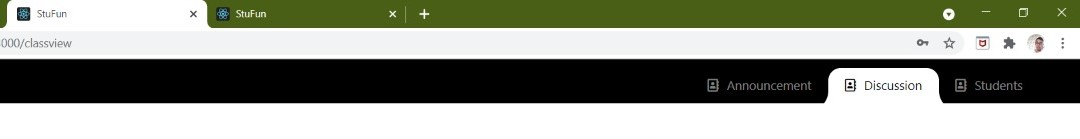 StuFun StuFun
000/classview
Announcement Discussion Students